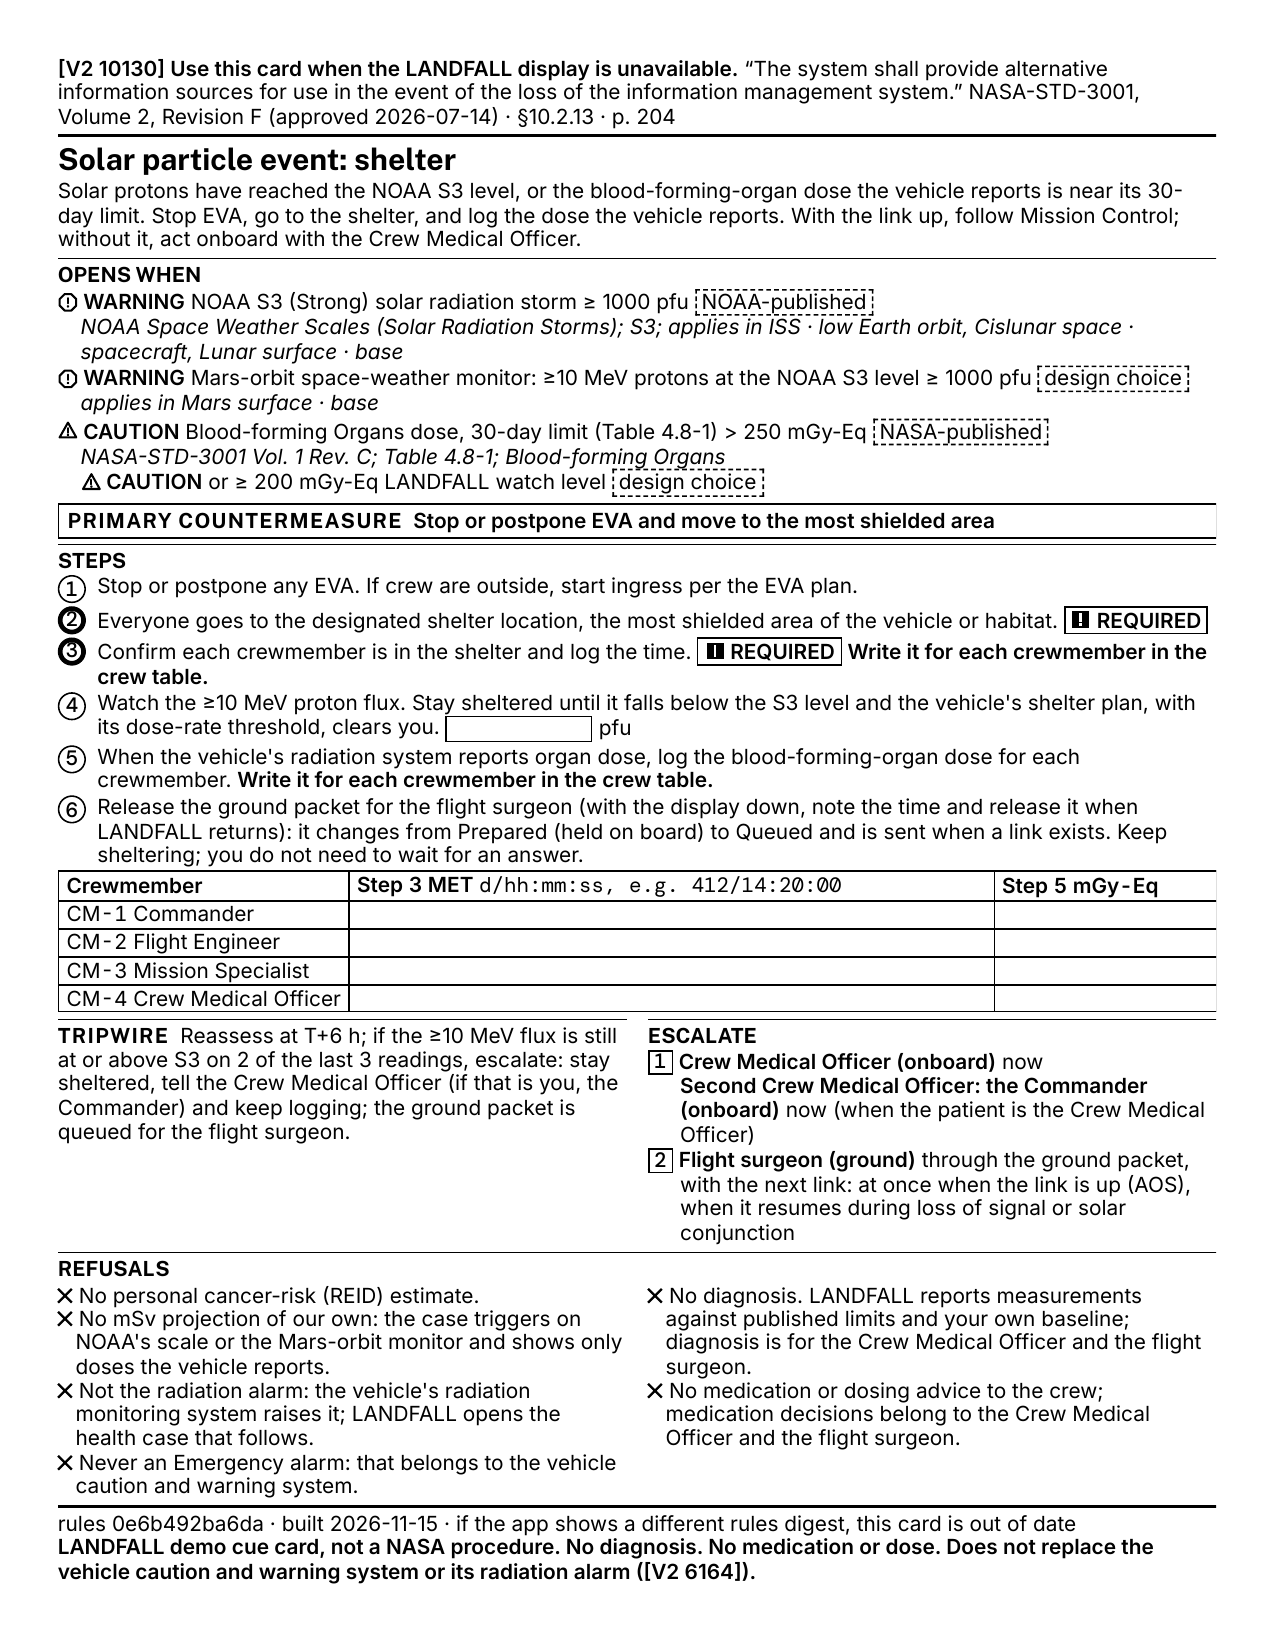 [V2 10130] Use this card when the LANDFALL display is unavailable. “The system shall provide alternative
information sources for use in the event of the loss of the information management system.” NASA-STD-3001,
Volume 2, Revision F (approved 2026-07-14) · §10.2.13 · p. 204
Solar particle event: shelter
Solar protons have reached the NOAA S3 level, or the blood-forming-organ dose the vehicle reports is near its 30-
day limit. Stop EVA, go to the shelter, and log the dose the vehicle reports. With the link up, follow Mission Control;
without it, act onboard with the Crew Medical Officer.
OPENS WHEN
WARNING NOAA S3 (Strong) solar radiation storm ≥ 1000 pfu NOAA-published
NOAA Space Weather Scales (Solar Radiation Storms); S3; applies in ISS · low Earth orbit, Cislunar space ·
spacecraft, Lunar surface · base
WARNING Mars-orbit space-weather monitor: ≥10 MeV protons at the NOAA S3 level ≥ 1000 pfu design choice
applies in Mars surface · base
CAUTION Blood-forming Organs dose, 30-day limit (Table 4.8-1) > 250 mGy-Eq NASA-published
NASA-STD-3001 Vol. 1 Rev. C; Table 4.8-1; Blood-forming Organs
CAUTION or ≥ 200 mGy-Eq LANDFALL watch level design choice
PRIMARY COUNTERMEASURE Stop or postpone EVA and move to the most shielded area
STEPS
1 Stop or postpone any EVA. If crew are outside, start ingress per the EVA plan.
2 Everyone goes to the designated shelter location, the most shielded area of the vehicle or habitat. ! REQUIRED
3 Confirm each crewmember is in the shelter and log the time. ! REQUIRED Write it for each crewmember in the
crew table.
4 Watch the ≥10 MeV proton flux. Stay sheltered until it falls below the S3 level and the vehicle's shelter plan, with
its dose-rate threshold, clears you. pfu
5 When the vehicle's radiation system reports organ dose, log the blood-forming-organ dose for each
crewmember. Write it for each crewmember in the crew table.
6 Release the ground packet for the flight surgeon (with the display down, note the time and release it when
LANDFALL returns): it changes from Prepared (held on board) to Queued and is sent when a link exists. Keep
sheltering; you do not need to wait for an answer.
Crewmember Step 3 MET d/hh:mm:ss, e.g. 412/14:20:00 Step 5 mGy-Eq
CM-1 Commander
CM-2 Flight Engineer
CM-3 Mission Specialist
CM-4 Crew Medical Officer
TRIPWIRE Reassess at T+6 h; if the ≥10 MeV flux is still
at or above S3 on 2 of the last 3 readings, escalate: stay
sheltered, tell the Crew Medical Officer (if that is you, the
Commander) and keep logging; the ground packet is
queued for the flight surgeon.
ESCALATE
1 Crew Medical Officer (onboard) now
Second Crew Medical Officer: the Commander
(onboard) now (when the patient is the Crew Medical
Officer)
2 Flight surgeon (ground) through the ground packet,
with the next link: at once when the link is up (AOS),
when it resumes during loss of signal or solar
conjunction
REFUSALS
✕ No personal cancer-risk (REID) estimate.
✕ No mSv projection of our own: the case triggers on
NOAA's scale or the Mars-orbit monitor and shows only
doses the vehicle reports.
✕ Not the radiation alarm: the vehicle's radiation
monitoring system raises it; LANDFALL opens the
health case that follows.
✕ Never an Emergency alarm: that belongs to the vehicle
caution and warning system.
✕ No diagnosis. LANDFALL reports measurements
against published limits and your own baseline;
diagnosis is for the Crew Medical Officer and the flight
surgeon.
✕ No medication or dosing advice to the crew;
medication decisions belong to the Crew Medical
Officer and the flight surgeon.
rules 0e6b492ba6da · built 2026-11-15 · if the app shows a different rules digest, this card is out of date
LANDFALL demo cue card, not a NASA procedure. No diagnosis. No medication or dose. Does not replace the
vehicle caution and warning system or its radiation alarm ([V2 6164]).